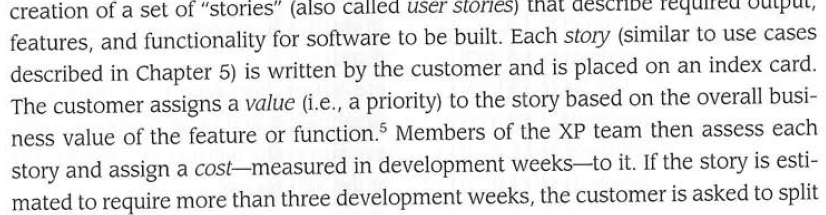 creation of a set of “stories” (also called user stories) that describe required output,
features, and functionality for software to be built. Each story (similar to use cases
described in Chapter 5) is written by the customer and is placed on an index card.
The customer assigns a value (i.e., a priority) to the story based on the overall busi-
ness value of the feature or function.⁵ Members of the XP team then assess each
story and assign a cost—measured in development weeks—to it. If the story is esti-
mated to require more than three development weeks, the customer is asked to split